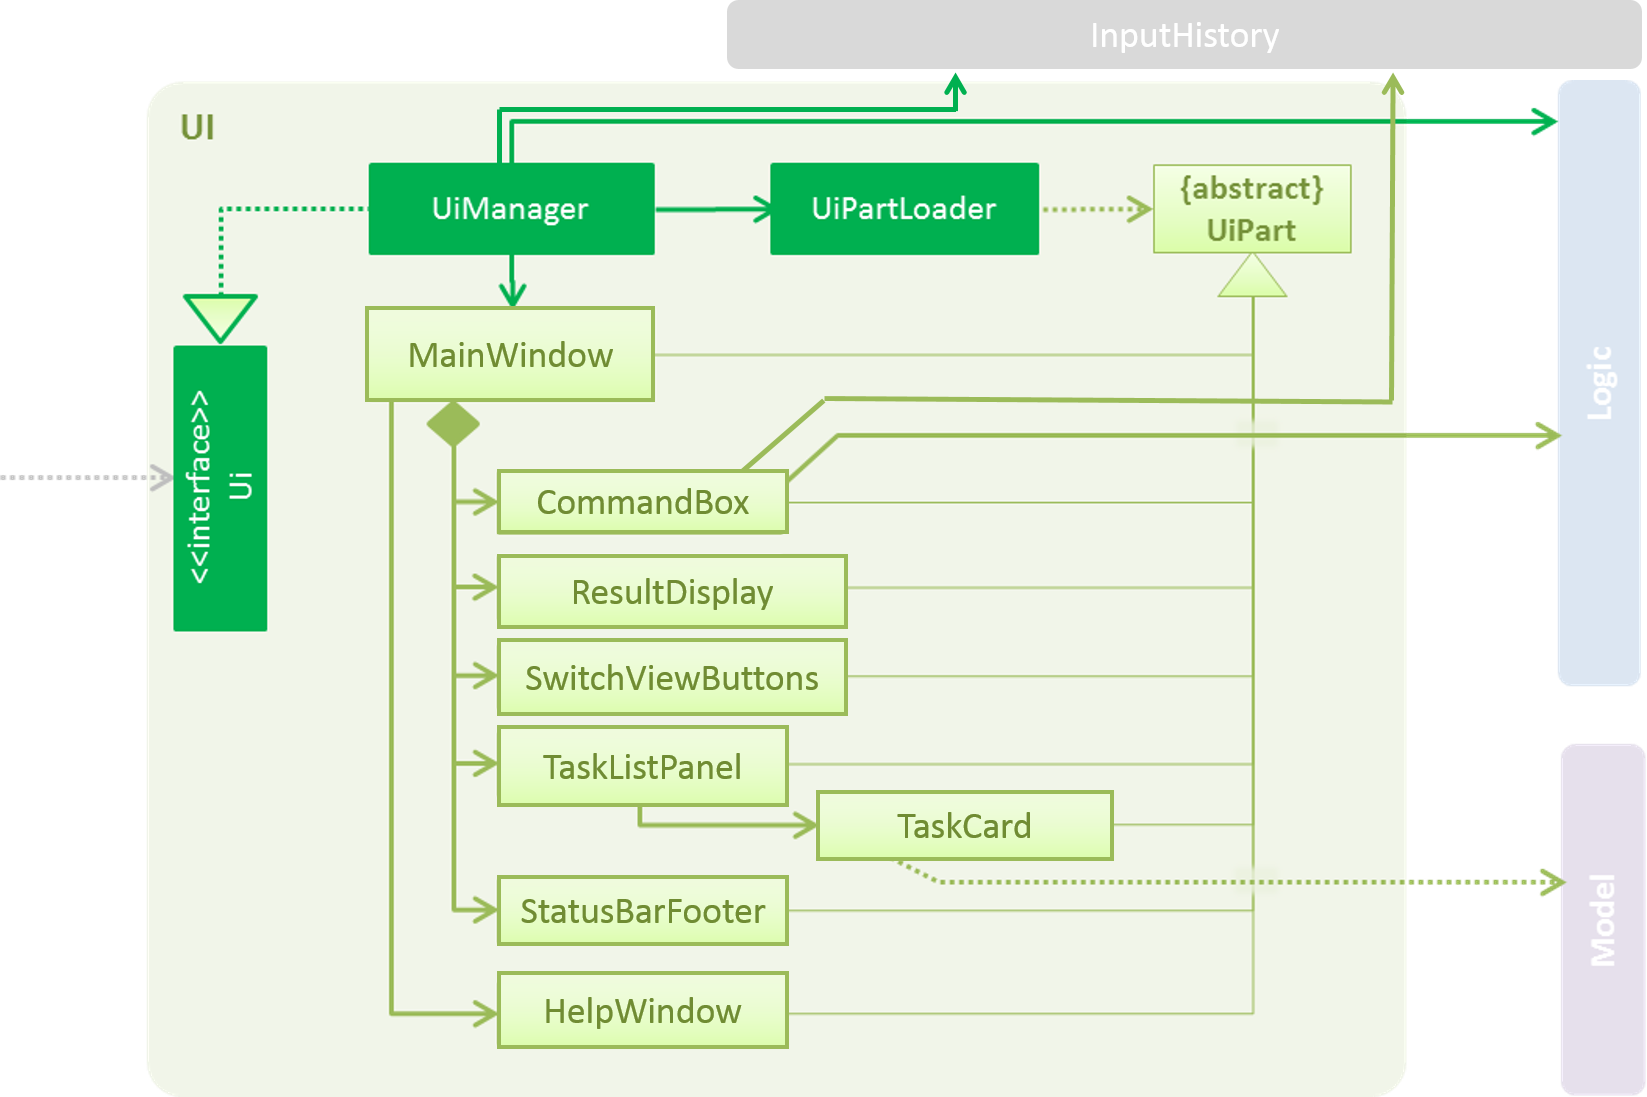 InputHistory
UI
UiManager
UiPartLoader
{abstract}
UiPart
MainWindow
<<interface>>
Ui
Logic
CommandBox
ResultDisplay
SwitchViewButtons
TaskListPanel
TaskCard
StatusBarFooter
Model
HelpWindow